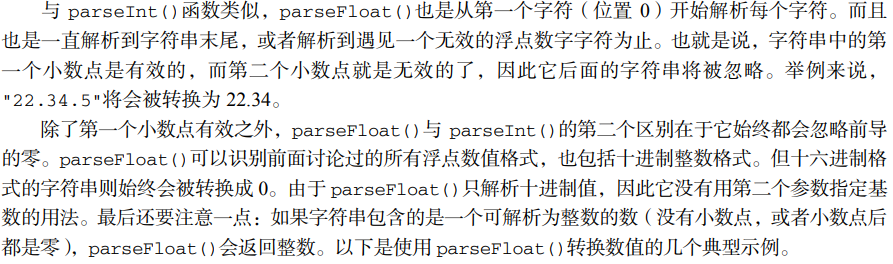 与 parseInt()函数类似，parseFloat()也是从第一个字符（位置 0）开始解析每个字符。而且
也是一直解析到字符串末尾，或者解析到遇见一个无效的浮点数字字符为止。也就是说，字符串中的第
一个小数点是有效的，而第二个小数点就是无效的了，因此它后面的字符串将被忽略。举例来说，
"22.34.5"将会被转换为 22.34。
除了第一个小数点有效之外，parseFloat()与 parseInt()的第二个区别在于它始终都会忽略前导
的零。parseFloat()可以识别前面讨论过的所有浮点数值格式，也包括十进制整数格式。但十六进制格
式的字符串则始终会被转换成 0。由于 parseFloat()只解析十进制值，因此它没有用第二个参数指定基
数的用法。最后还要注意一点：如果字符串包含的是一个可解析为整数的数（没有小数点，或者小数点后
都是零），parseFloat()会返回整数。以下是使用 parseFloat()转换数值的几个典型示例。